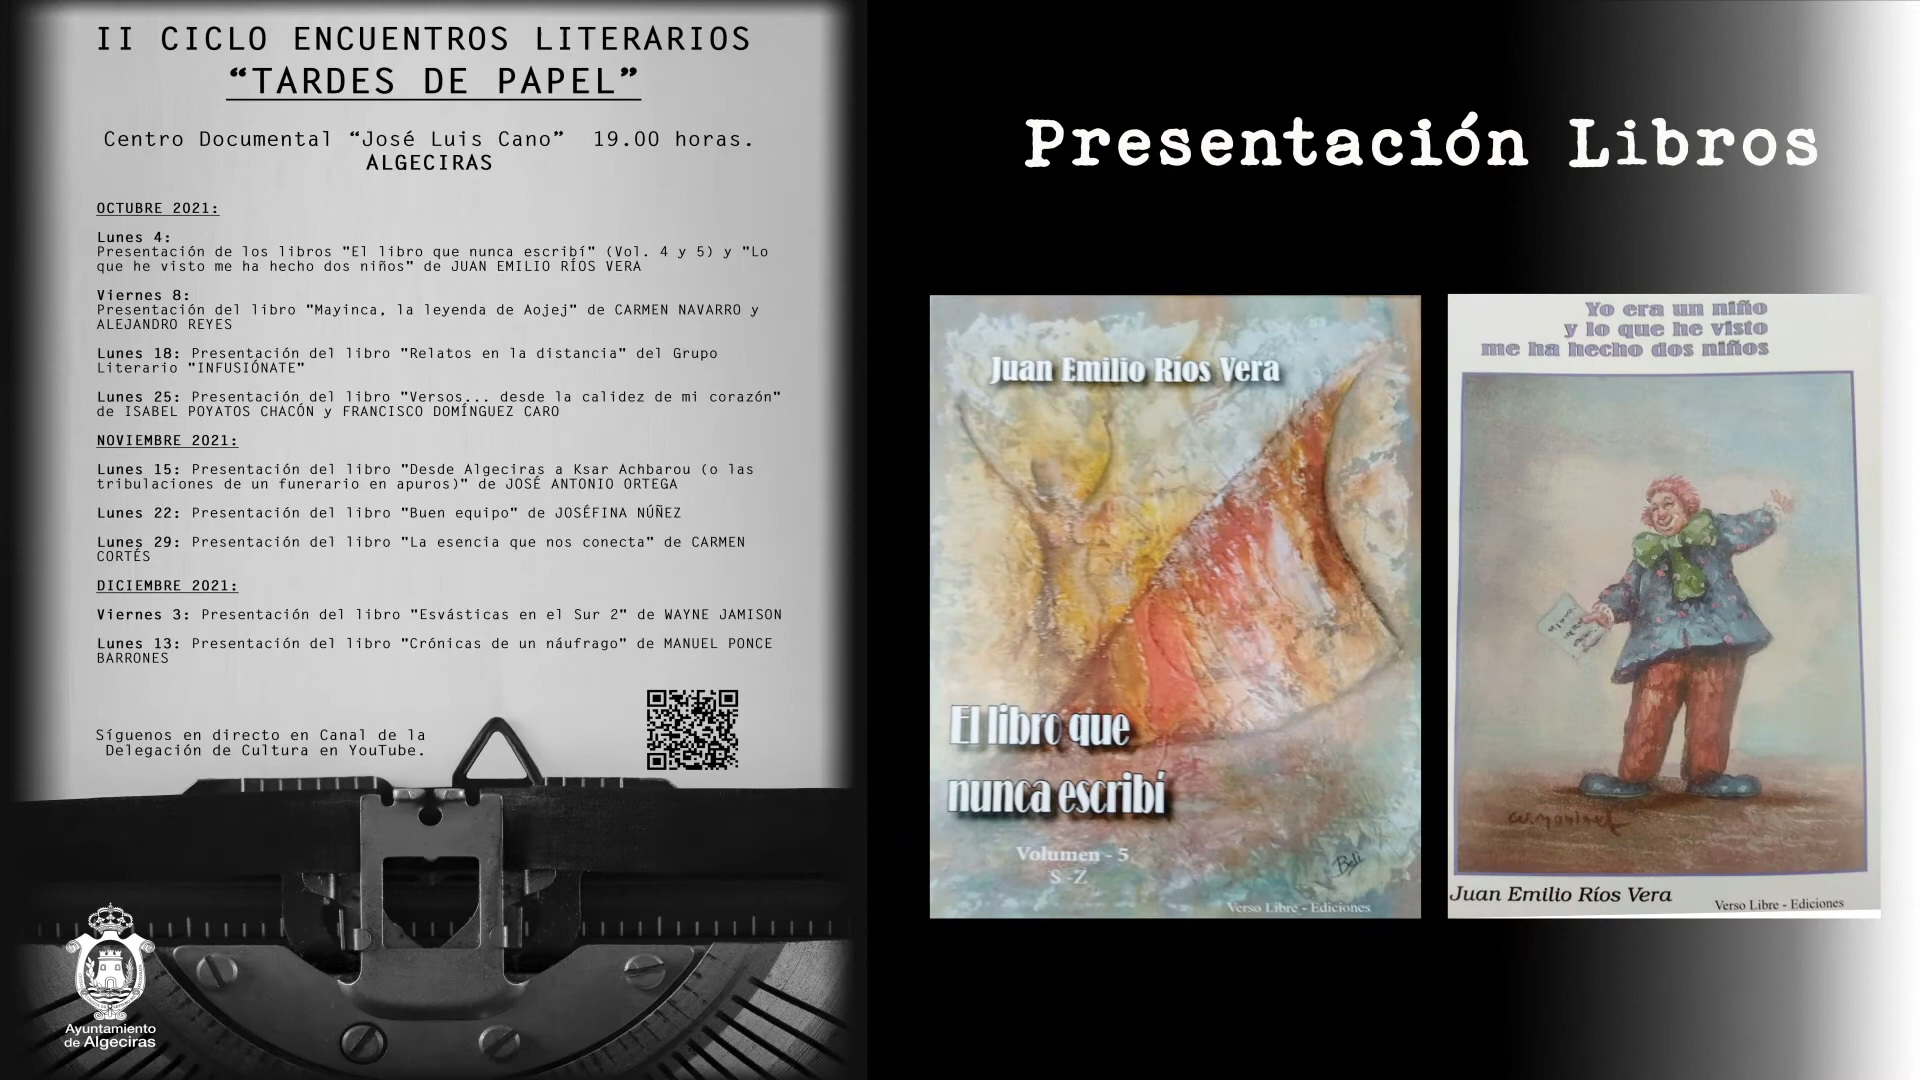 II CICLO ENCUENTROS LITERARIOS
“TARDES DE PAPEL”
Centro Documental “José Luis Cano” 19.00 horas.
ALGECIRAS
OCTUBRE 2021:
Lunes 4:
Presentación de los libros "El libro que nunca escribí" (Vol. 4 y 5) y "Lo
que he visto me ha hecho dos niños" de JUAN EMILIO RÍOS VERA
Viernes 8:
Presentación del libro "Mayinca, la leyenda de Aojej" de CARMEN NAVARRO y
ALEJANDRO REYES
Lunes 18: Presentación del libro "Relatos en la distancia" del Grupo
Literario "INFUSIÓNATE"
Lunes 25: Presentación del libro "Versos... desde la calidez de mi corazón"
de ISABEL POYATOS CHACÓN y FRANCISCO DOMÍNGUEZ CARO
NOVIEMBRE 2021:
Lunes 15: Presentación del libro "Desde Algeciras a Ksar Achbarou (o las
tribulaciones de un funerario en apuros)" de JOSÉ ANTONIO ORTEGA
Lunes 22: Presentación del libro "Buen equipo" de JOSÉFINA NÚÑEZ
Lunes 29: Presentación del libro "La esencia que nos conecta" de CARMEN
CORTÉS
DICIEMBRE 2021:
Viernes 3: Presentación del libro "Esvásticas en el Sur 2" de WAYNE JAMISON
Lunes 13: Presentación del libro "Crónicas de un náufrago" de MANUEL PONCE
BARRONES
Síguenos en directo en Canal de la
Delegación de Cultura en YouTube.
Ayuntamiento
de Algeciras
Presentación Libros
Juan Emilio Ríos Vera
El libro que
nunca escribí
Volumen - 5
S -Z
Bali
Verso Libre - Ediciones
Yo era un niño
y lo que he visto
me ha hecho dos niños
Juan Emilio Ríos Vera
Verso Libre - Ediciones